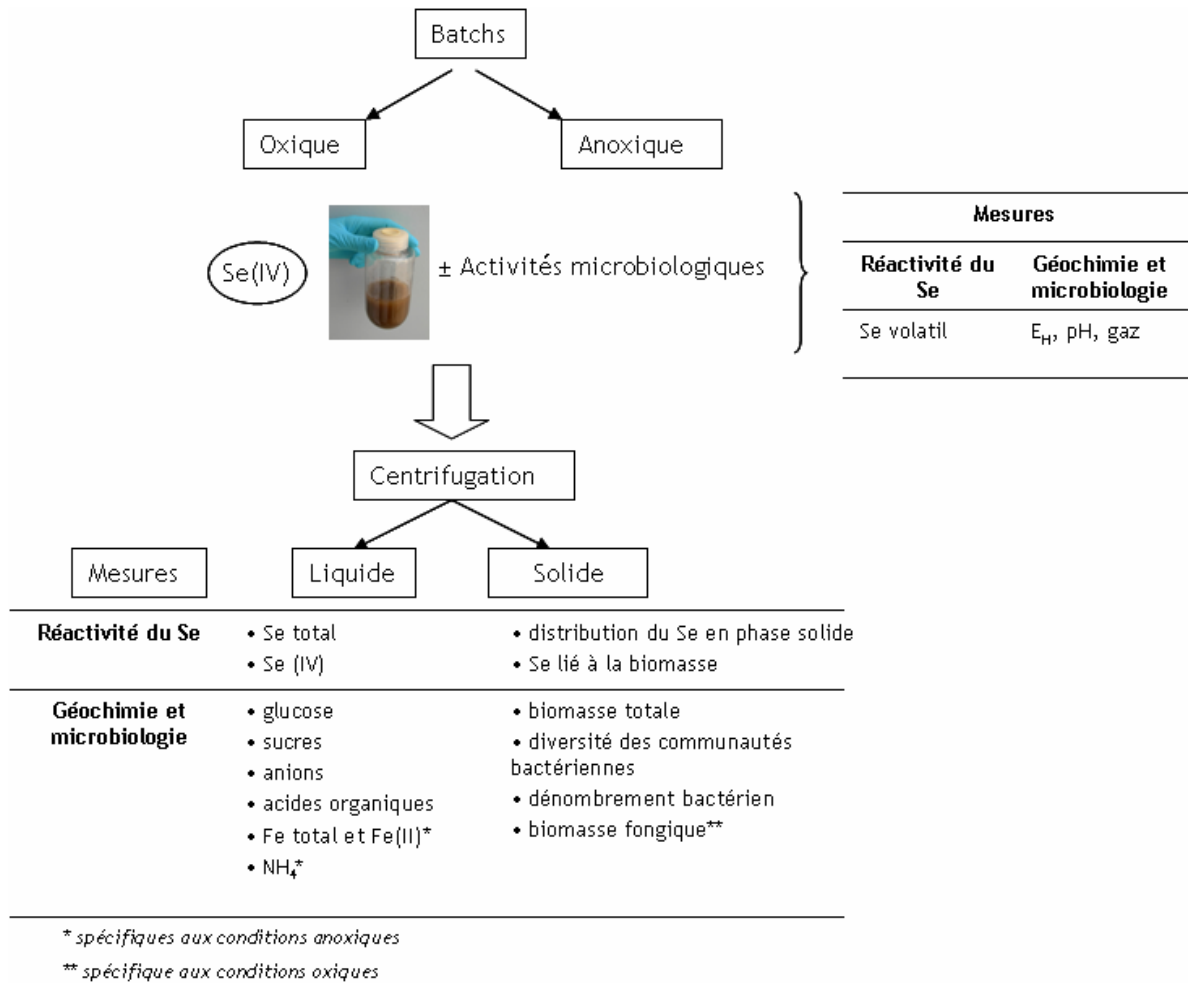 Batchs
Oxique
Anoxique
Se(IV)
± Activités microbiologiques
Mesures
Réactivité du Se
Géochimie et microbiologie
Se volatil
E_H, pH, gaz
Centrifugation
Mesures
Liquide
Solide
Réactivité du Se
• Se total
• Se (IV)
• distribution du Se en phase solide
• Se lié à la biomasse
Géochimie et
microbiologie
• glucose
• sucres
• anions
• acides organiques
• Fe total et Fe(II)*
• NH₄*
• biomasse totale
• diversité des communautés
bactériennes
• dénombrement bactérien
• biomasse fongique**
* spécifiques aux conditions anoxiques
** spécifique aux conditions oxiques